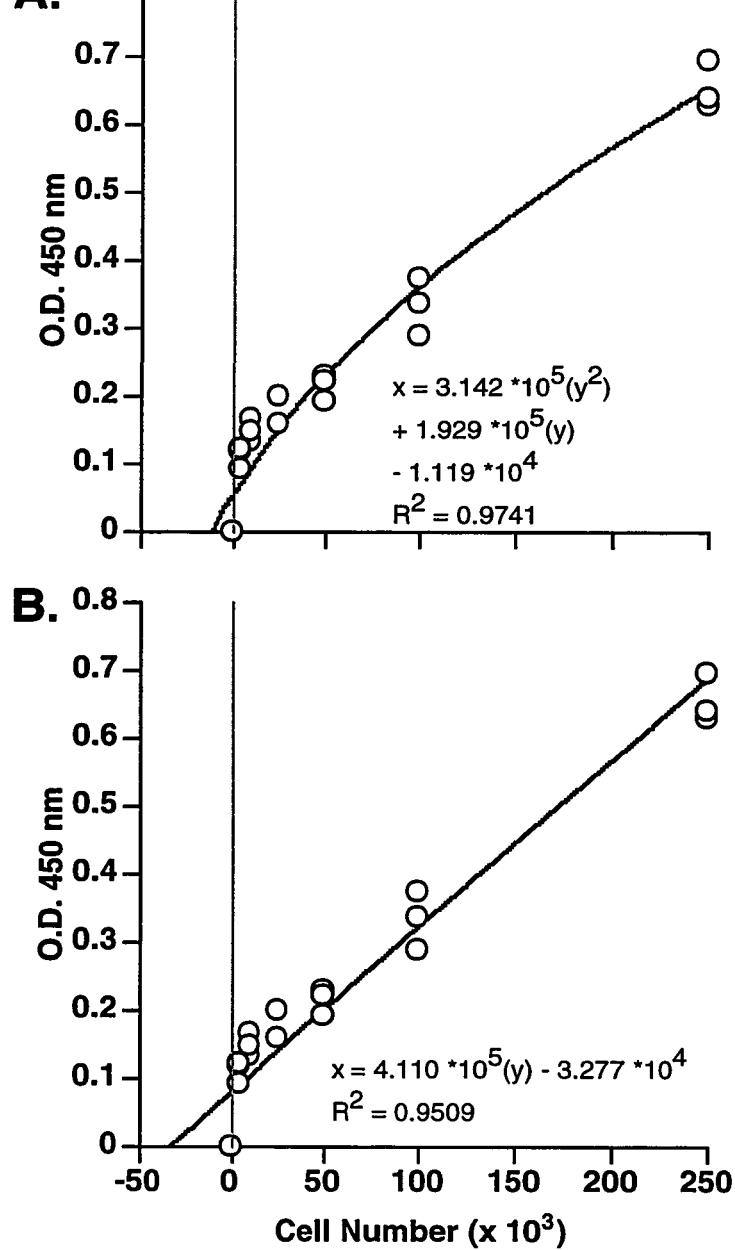 A.
0.7
0.6
0.5
0.4
0.3
0.2
0.1
0
O.D. 450 nm
x = 3.142 *10^5(y^2)
+ 1.929 *10^5(y)
- 1.119 *10^4
R^2 = 0.9741
B.
0.8
0.7
0.6
0.5
0.4
0.3
0.2
0.1
0
O.D. 450 nm
x = 4.110 *10^5(y) - 3.277 *10^4
R^2 = 0.9509
-50 0 50 100 150 200 250
Cell Number (x 10^3)